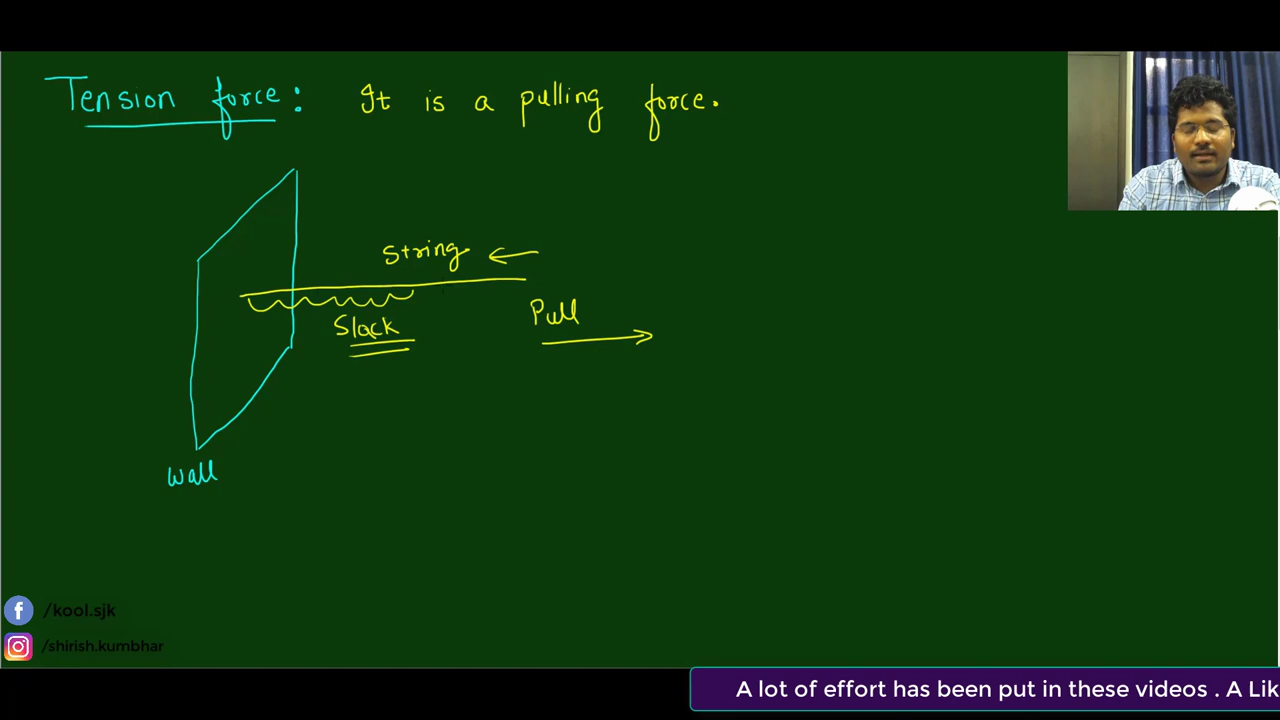 Tension force: It is a pulling force.
String
Pull
Slack
Wall
/kool.sjk
/shirish.kumbhar
A lot of effort has been put in these videos . A Lik